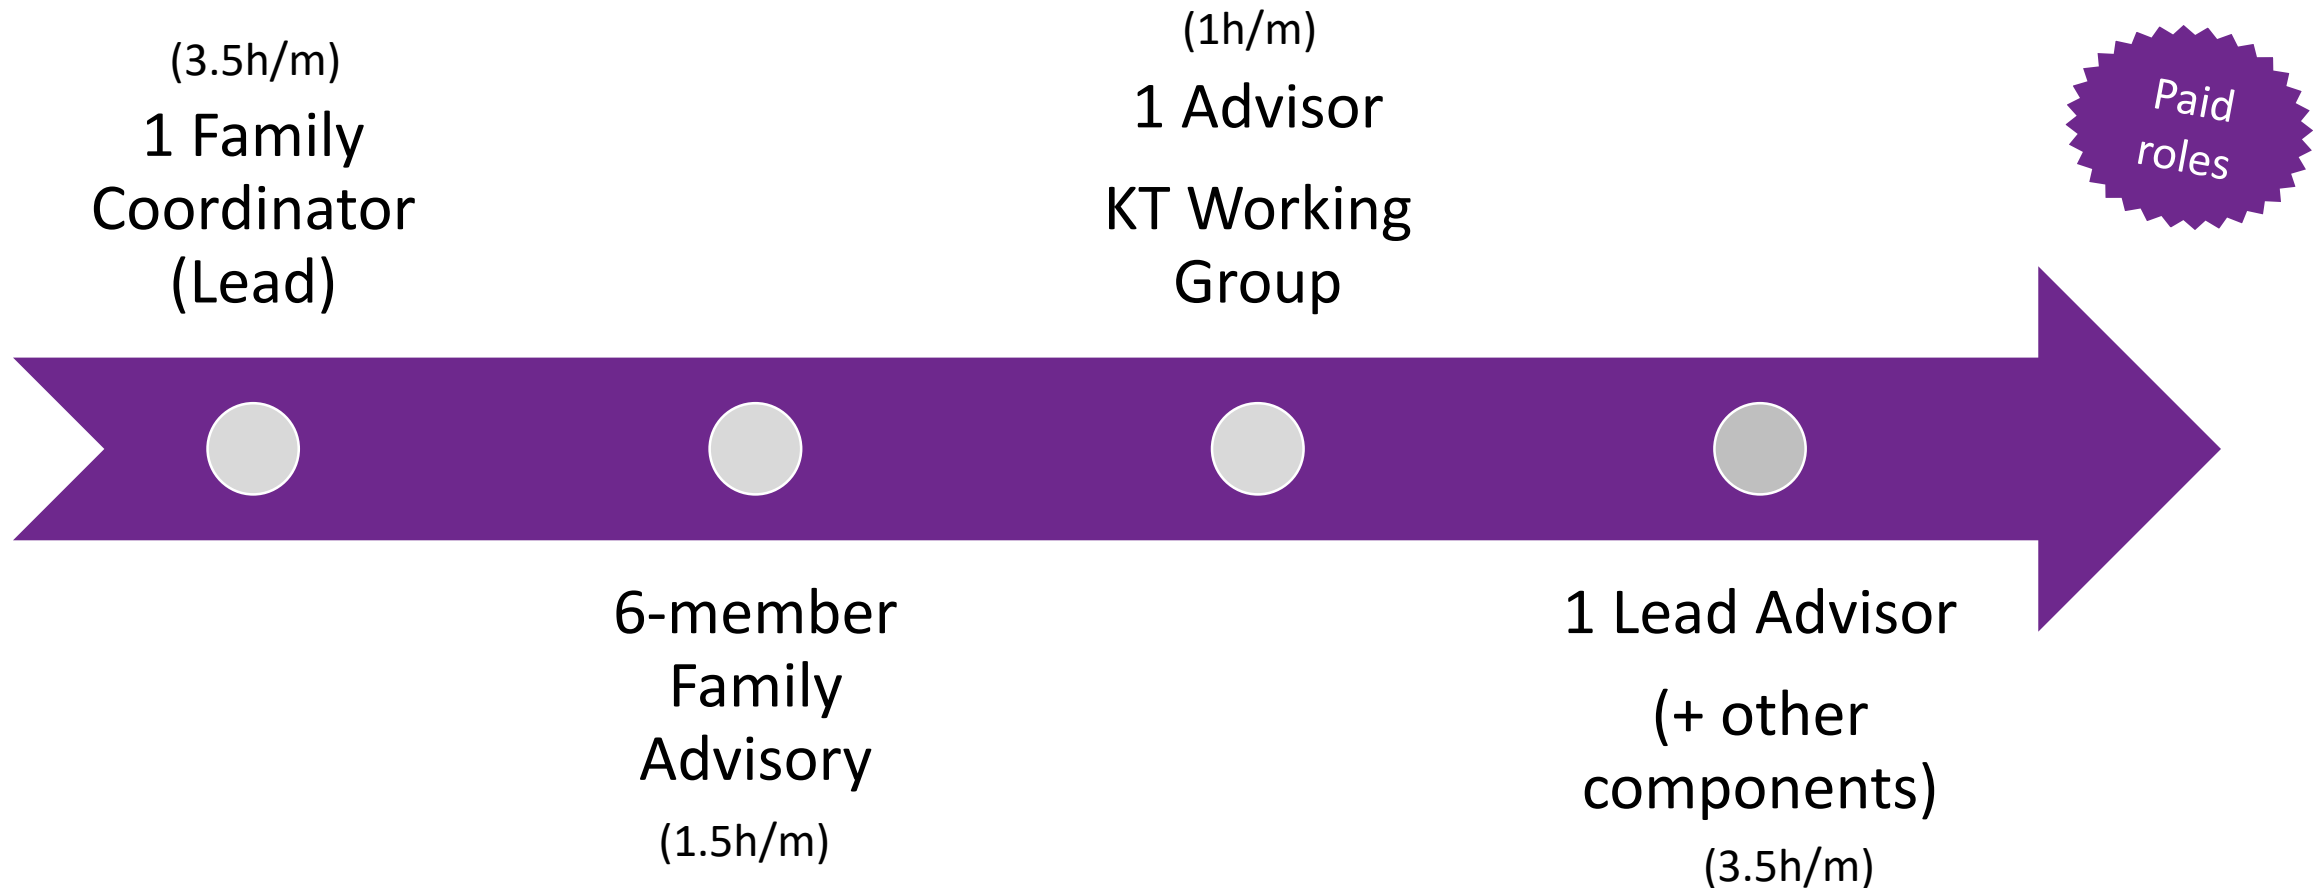 (3.5h/m)
1 Family
Coordinator
(Lead)
6-member
Family
Advisory
(1.5h/m)
(1h/m)
1 Advisor
KT Working
Group
1 Lead Advisor
(+ other
components)
(3.5h/m)
Paid
roles